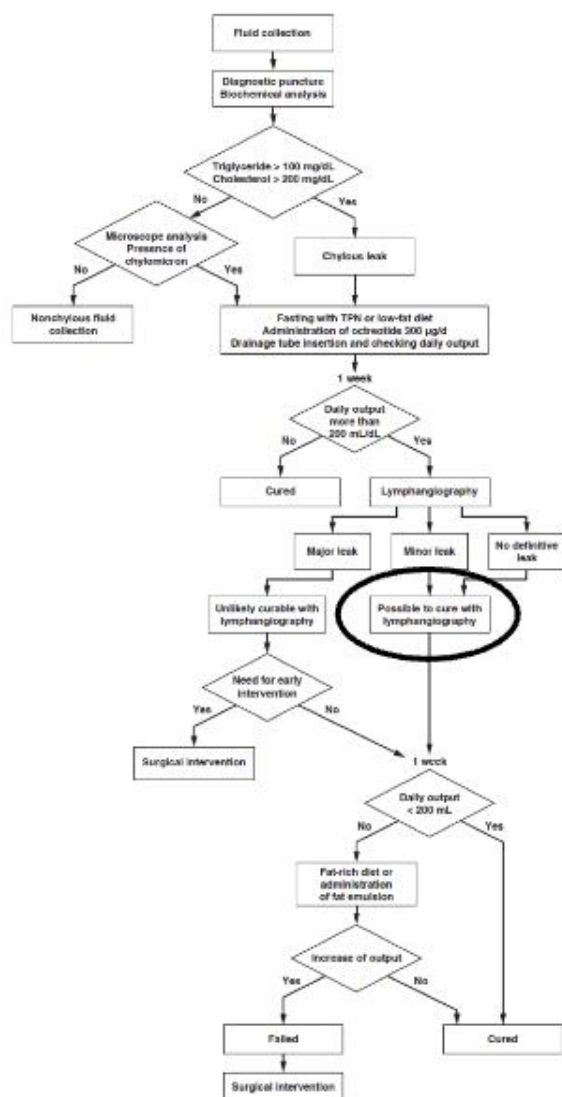 Fluid collection
Diagnostic puncture
Biochemical analysis
Triglyceride > 100 mg/dL
Cholesterol > 200 mg/dL
No
Yes
Microscope analysis
Presence of
chylomicron
Chylous leak
No
Yes
Nonchylous fluid
collection
Fasting with TPN or low-fat diet
Administration of octreotide 300 µg/d
Drainage tube insertion and checking daily output
1 week
Daily output
more than
200 mL/dL
No
Yes
Cured
Lymphangiography
Major leak
Minor leak
No definitive
leak
Unlikely curable with
lymphangiography
Possible to cure with
lymphangiography
Need for early
intervention
Yes
No
Surgical intervention
1 week
Daily output
< 200 mL
No
Yes
Fat-rich diet or
administration
of fat emulsion
Increase of output
Yes
No
Failed
Cured
Surgical intervention